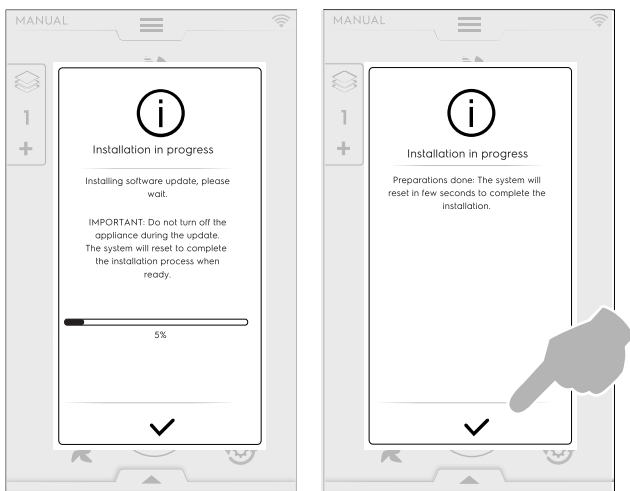 MANUAL
1
+
i
Installation in progress
Installing software update, please
wait.
IMPORTANT: Do not turn off the
appliance during the update.
The system will reset to complete
the installation process when
ready.
5%
MANUAL
1
+
i
Installation in progress
Preparations done: The system will
reset in few seconds to complete the
installation.